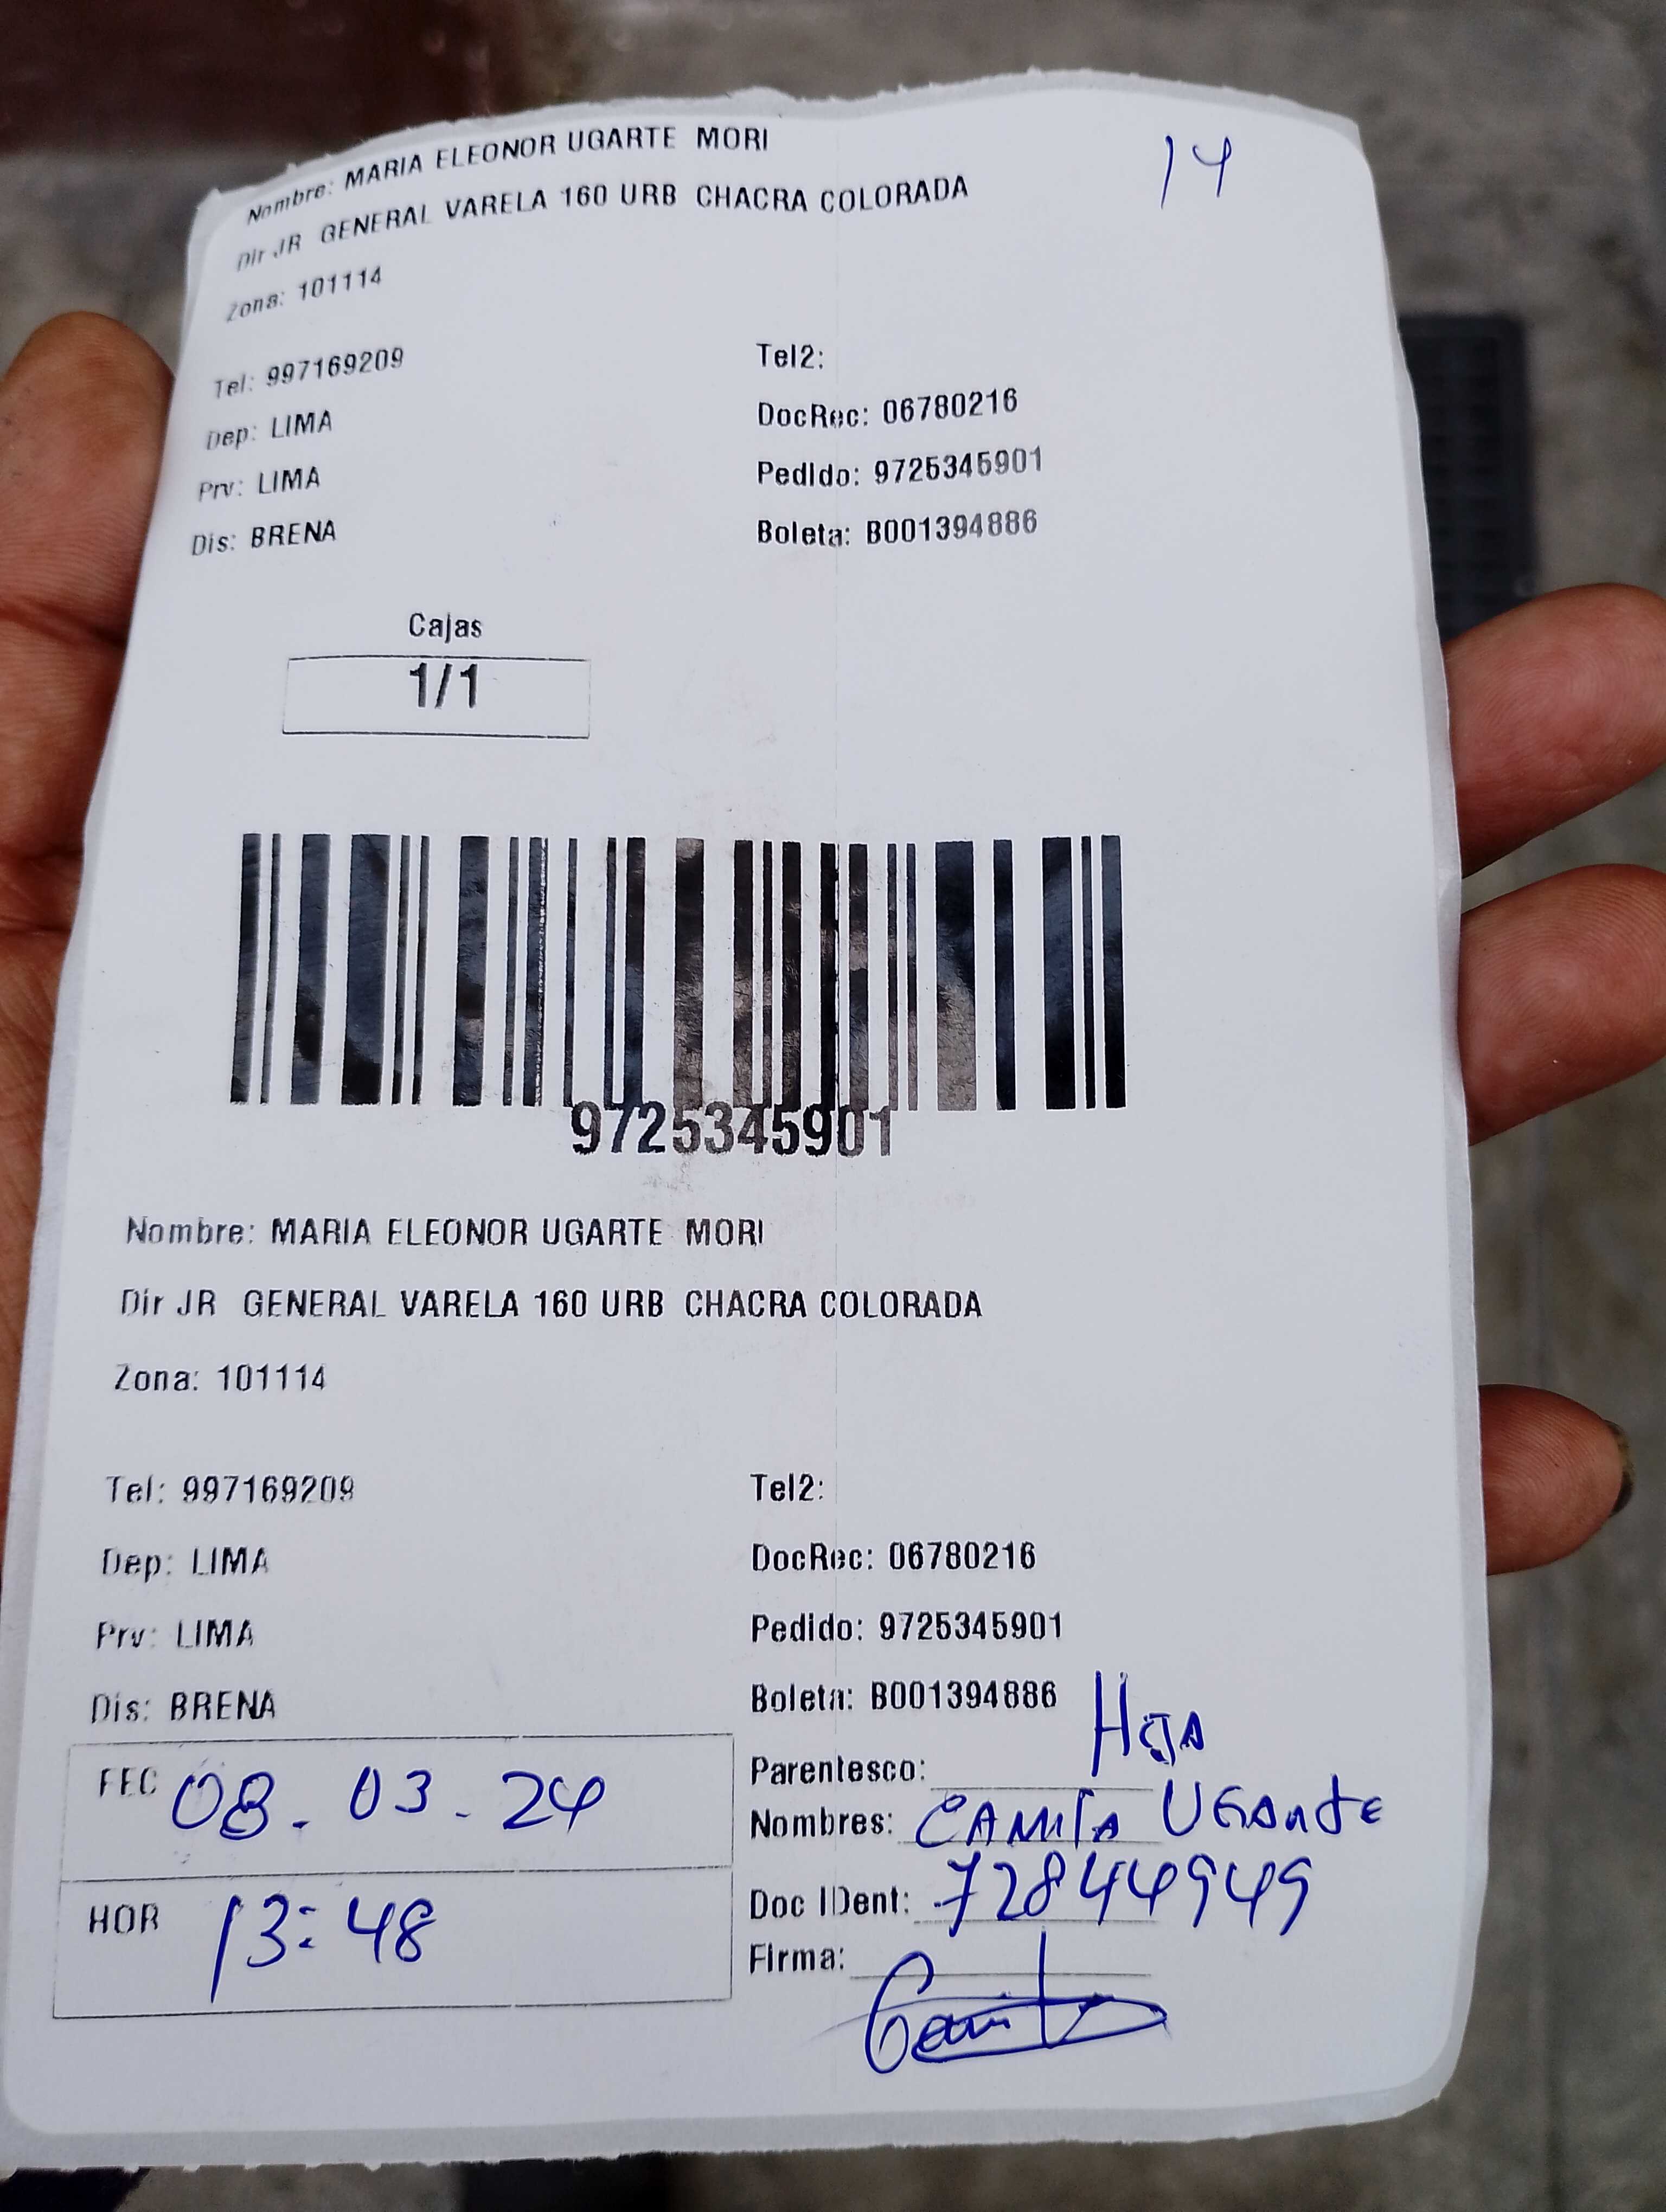 Nombre: MARIA ELEONOR UGARTE MORI
14
Dir JR GENERAL VARELA 160 URB CHACRA COLORADA
Zona: 101114
Tel: 997169209
Tel2:
Dep: LIMA
DocRec: 06780216
Prv: LIMA
Pedido: 9725345901
Dis: BRENA
Boleta: B001394886
Cajas
1/1
9725345901
Nombre: MARIA ELEONOR UGARTE MORI
Dir JR GENERAL VARELA 160 URB CHACRA COLORADA
Zona: 101114
Tel: 997169209
Tel2:
Dep: LIMA
DocRec: 06780216
Prv: LIMA
Pedido: 9725345901
Dis: BRENA
Boleta: B001394886
FEC 08.03.24
Parentesco: HIJA
Nombres: CAMILA UGARTE
HOR 13:48
Doc IDent: 72844949
Firma: